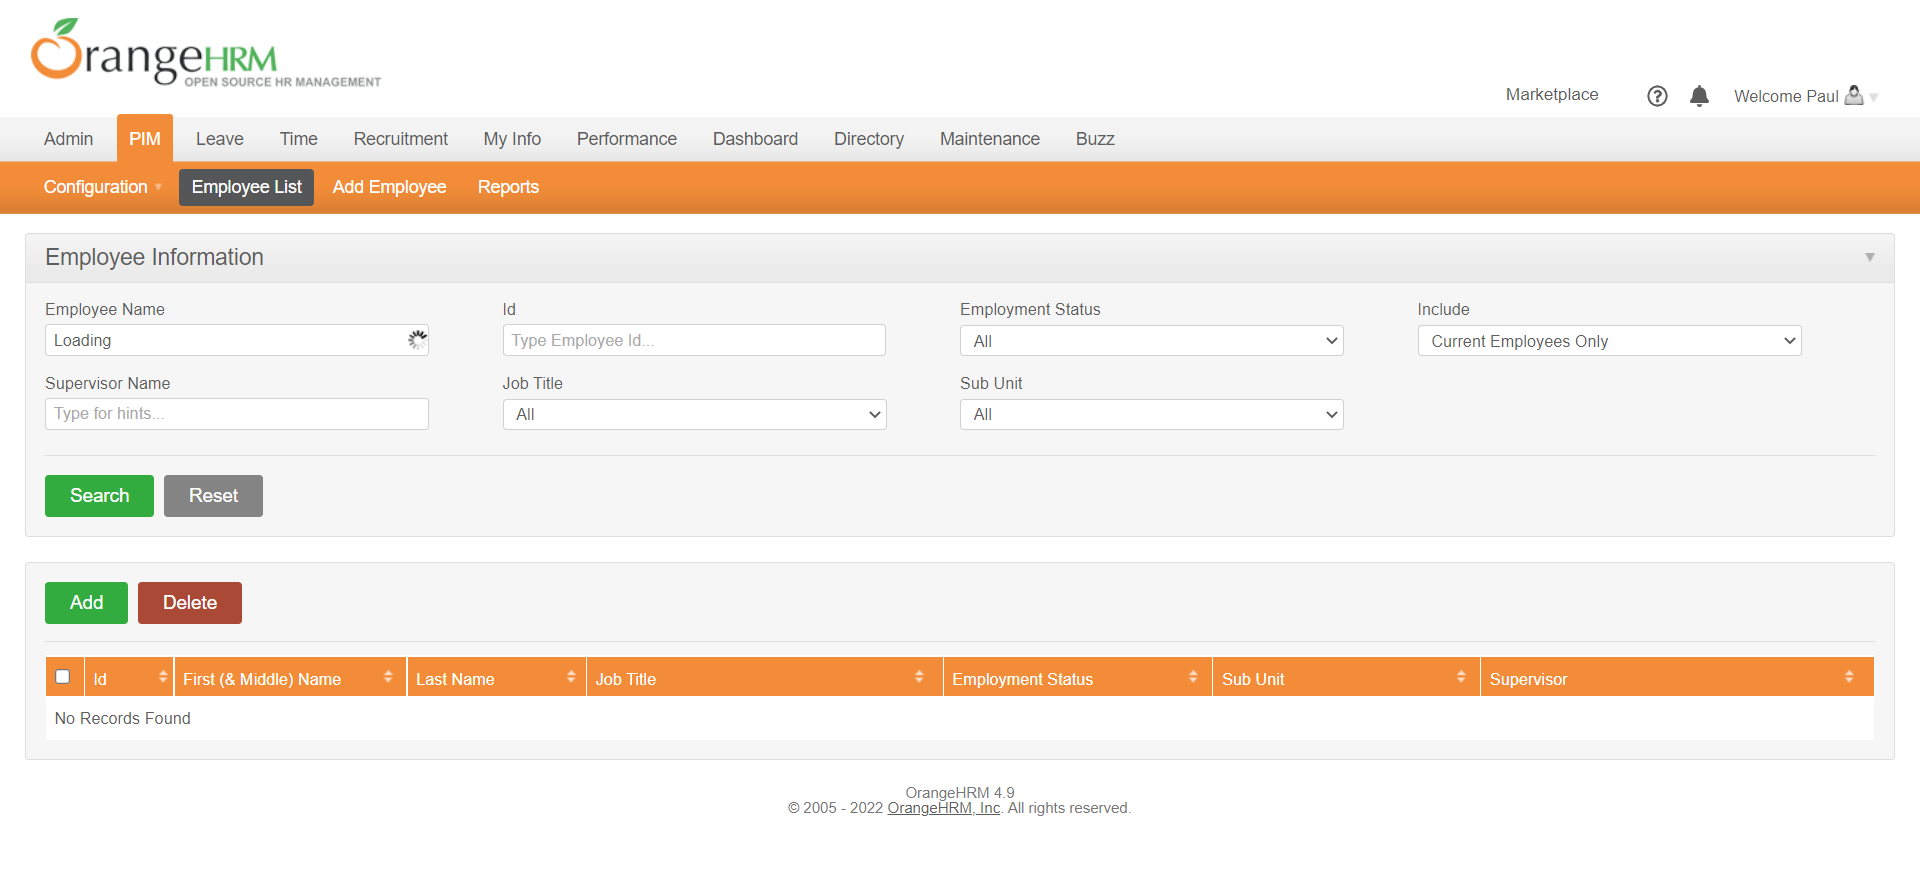 OrangeHRM
OPEN SOURCE HR MANAGEMENT
Marketplace
?
Welcome Paul
Admin PIM Leave Time Recruitment My Info Performance Dashboard Directory Maintenance Buzz
Configuration Employee List Add Employee Reports
Employee Information
Employee Name Id Employment Status Include
Loading Type Employee Id... All Current Employees Only
Supervisor Name Job Title Sub Unit
Type for hints... All All
Search Reset
Add Delete
Id First (& Middle) Name Last Name Job Title Employment Status Sub Unit Supervisor
No Records Found
OrangeHRM 4.9
© 2005 - 2022 OrangeHRM, Inc. All rights reserved.